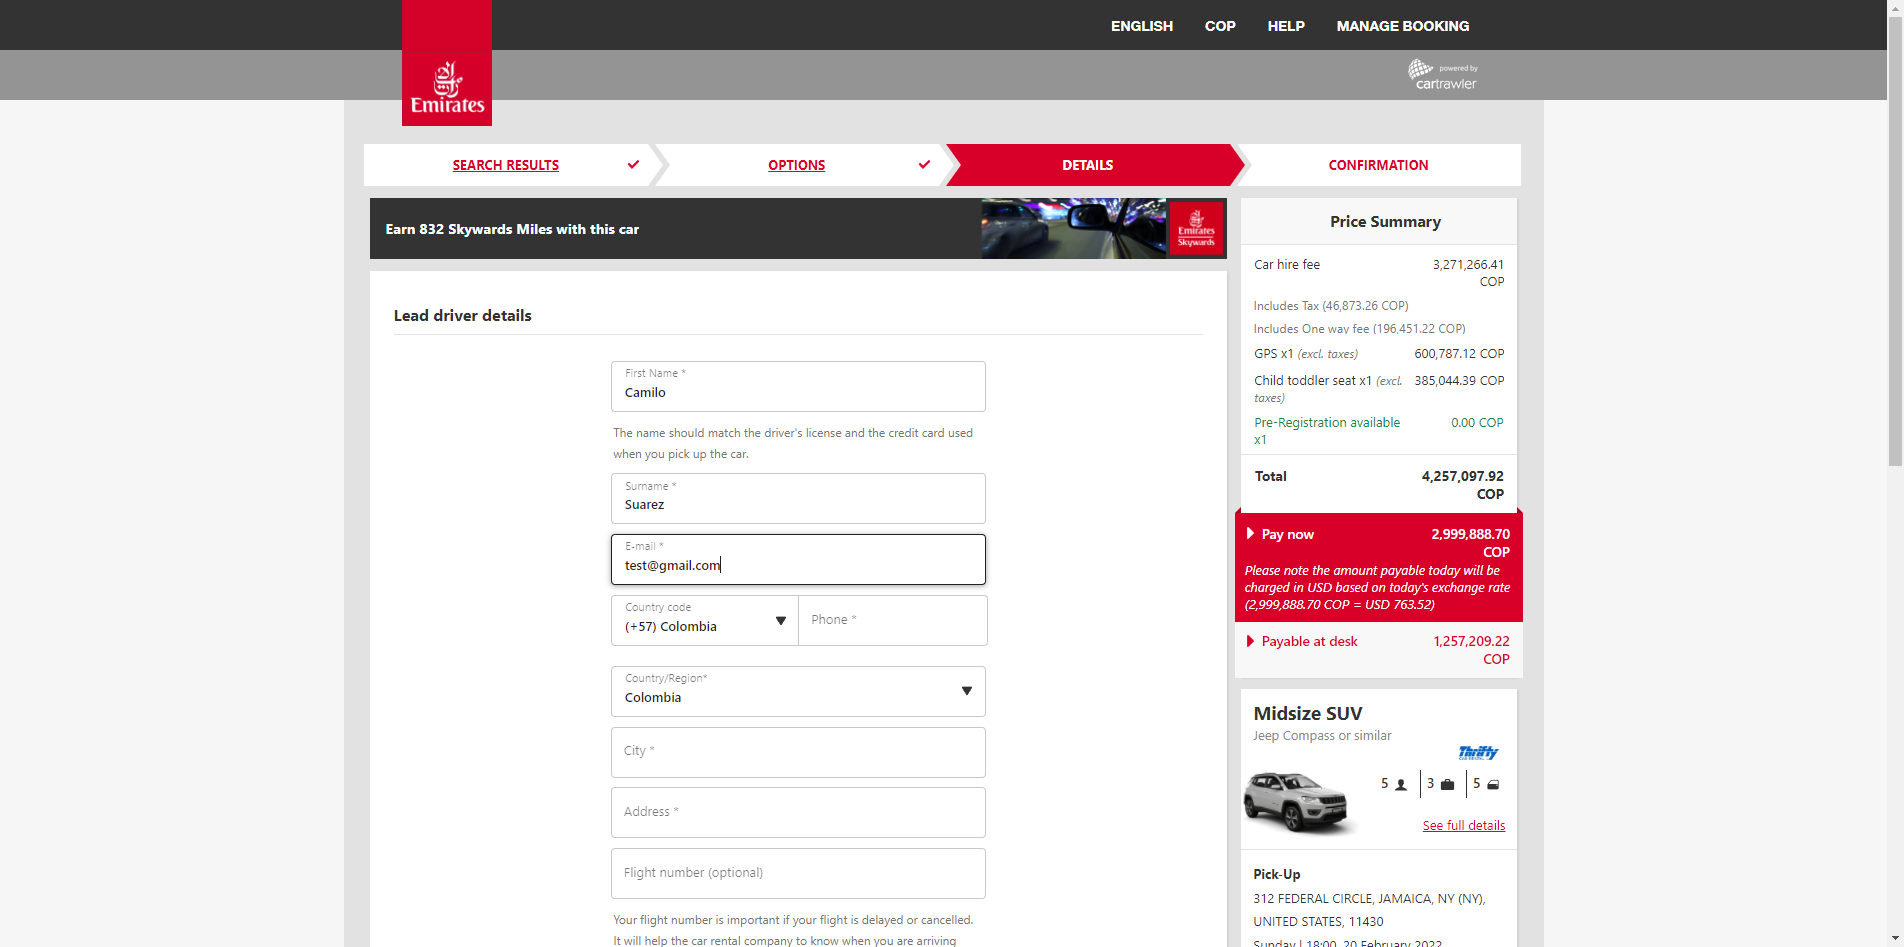 ENGLISH COP HELP MANAGE BOOKING
powered by
cartrawler
Emirates
SEARCH RESULTS
OPTIONS
DETAILS
CONFIRMATION
Earn 832 Skywards Miles with this car
Emirates
Skywards
Lead driver details
First Name *
Camilo
The name should match the driver's license and the credit card used
when you pick up the car.
Surname *
Suarez
E-mail *
test@gmail.com
Country code
(+57) Colombia
Phone *
Country/Region*
Colombia
City *
Address *
Flight number (optional)
Your flight number is important if your flight is delayed or cancelled.
It will help the car rental company to know when you are arriving
Price Summary
Car hire fee 3,271,266.41
COP
Includes Tax (46,873.26 COP)
Includes One way fee (196,451.22 COP)
GPS x1 (excl. taxes) 600,787.12 COP
Child toddler seat x1 (excl. 385,044.39 COP
taxes)
Pre-Registration available 0.00 COP
x1
Total 4,257,097.92
COP
Pay now 2,999,888.70
COP
Please note the amount payable today will be
charged in USD based on today's exchange rate
(2,999,888.70 COP = USD 763.52)
Payable at desk 1,257,209.22
COP
Midsize SUV
Jeep Compass or similar
Thrifty
5 3 5
See full details
Pick-Up
312 FEDERAL CIRCLE, JAMAICA, NY (NY),
UNITED STATES, 11430
Sunday | 18:00, 20 February 2022